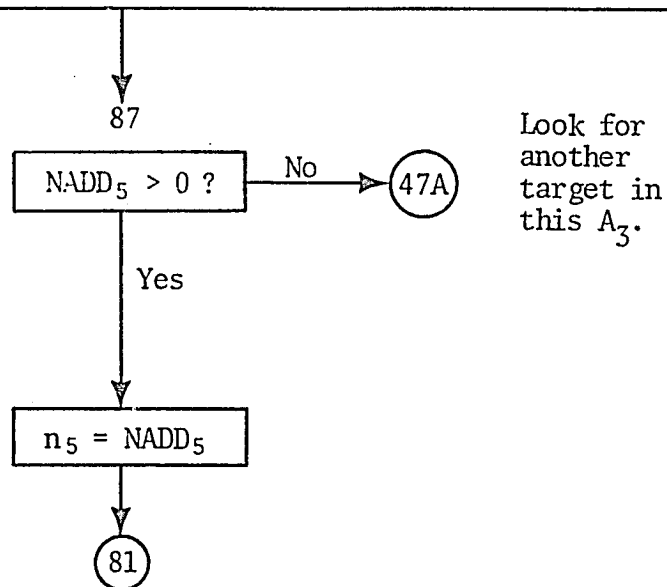 87
NADD₅ > 0 ?
No
47A
Look for
another
target in
this A₃.
Yes
n₅ = NADD₅
81